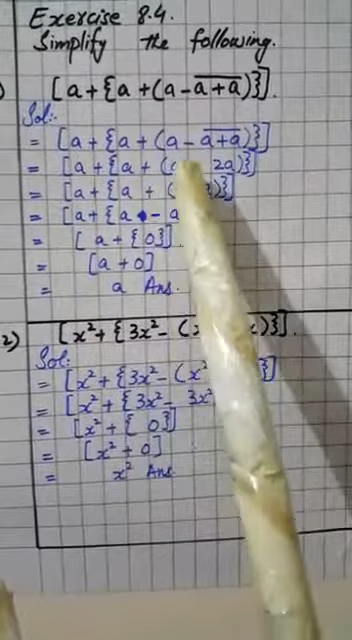 Exercise 8.4.
Simplify the following.
[a + {a + (a - a̅ ̅+̅ ̅a̅)}].
Sol:-
= [a + {a + (a - a̅ ̅+̅ ̅a̅)}]
= [a + {a + ( 2a)}]
= [a + {a + ( )}]
= [a + {a - a
= [a + {0}].
= [a + 0]
= a Ans.
2) [x² + {3x² - ( )}].
Sol:
= [x² + {3x² - (x² }]
= [x² + {3x² - 3x²
= [x² + { 0}]
= [x² + 0]
= x² Ans